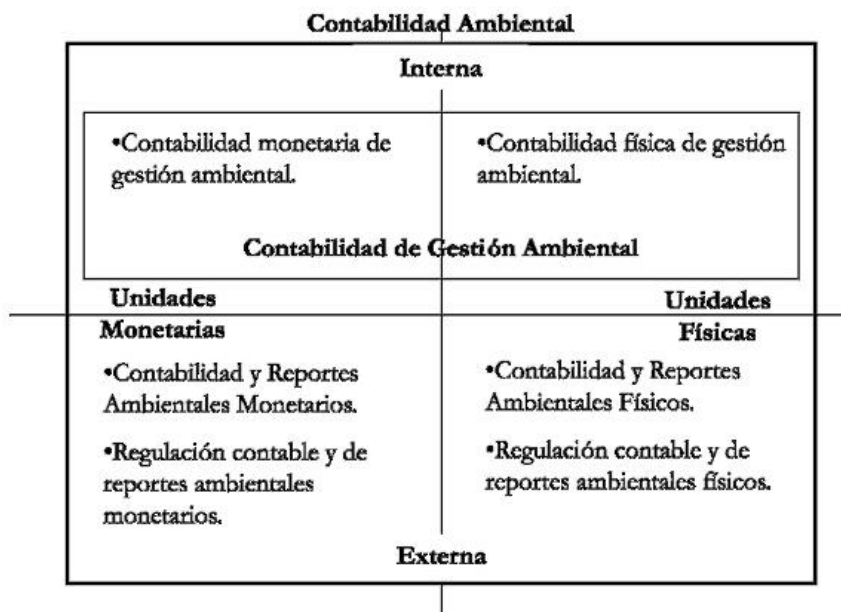 Contabilidad Ambiental
Interna
•Contabilidad monetaria de
gestión ambiental.
•Contabilidad física de gestión
ambiental.
Contabilidad de Gestión Ambiental
Unidades
Monetarias
Unidades
Físicas
•Contabilidad y Reportes
Ambientales Monetarios.
•Regulación contable y de
reportes ambientales
monetarios.
•Contabilidad y Reportes
Ambientales Físicos.
•Regulación contable y de
reportes ambientales físicos.
Externa